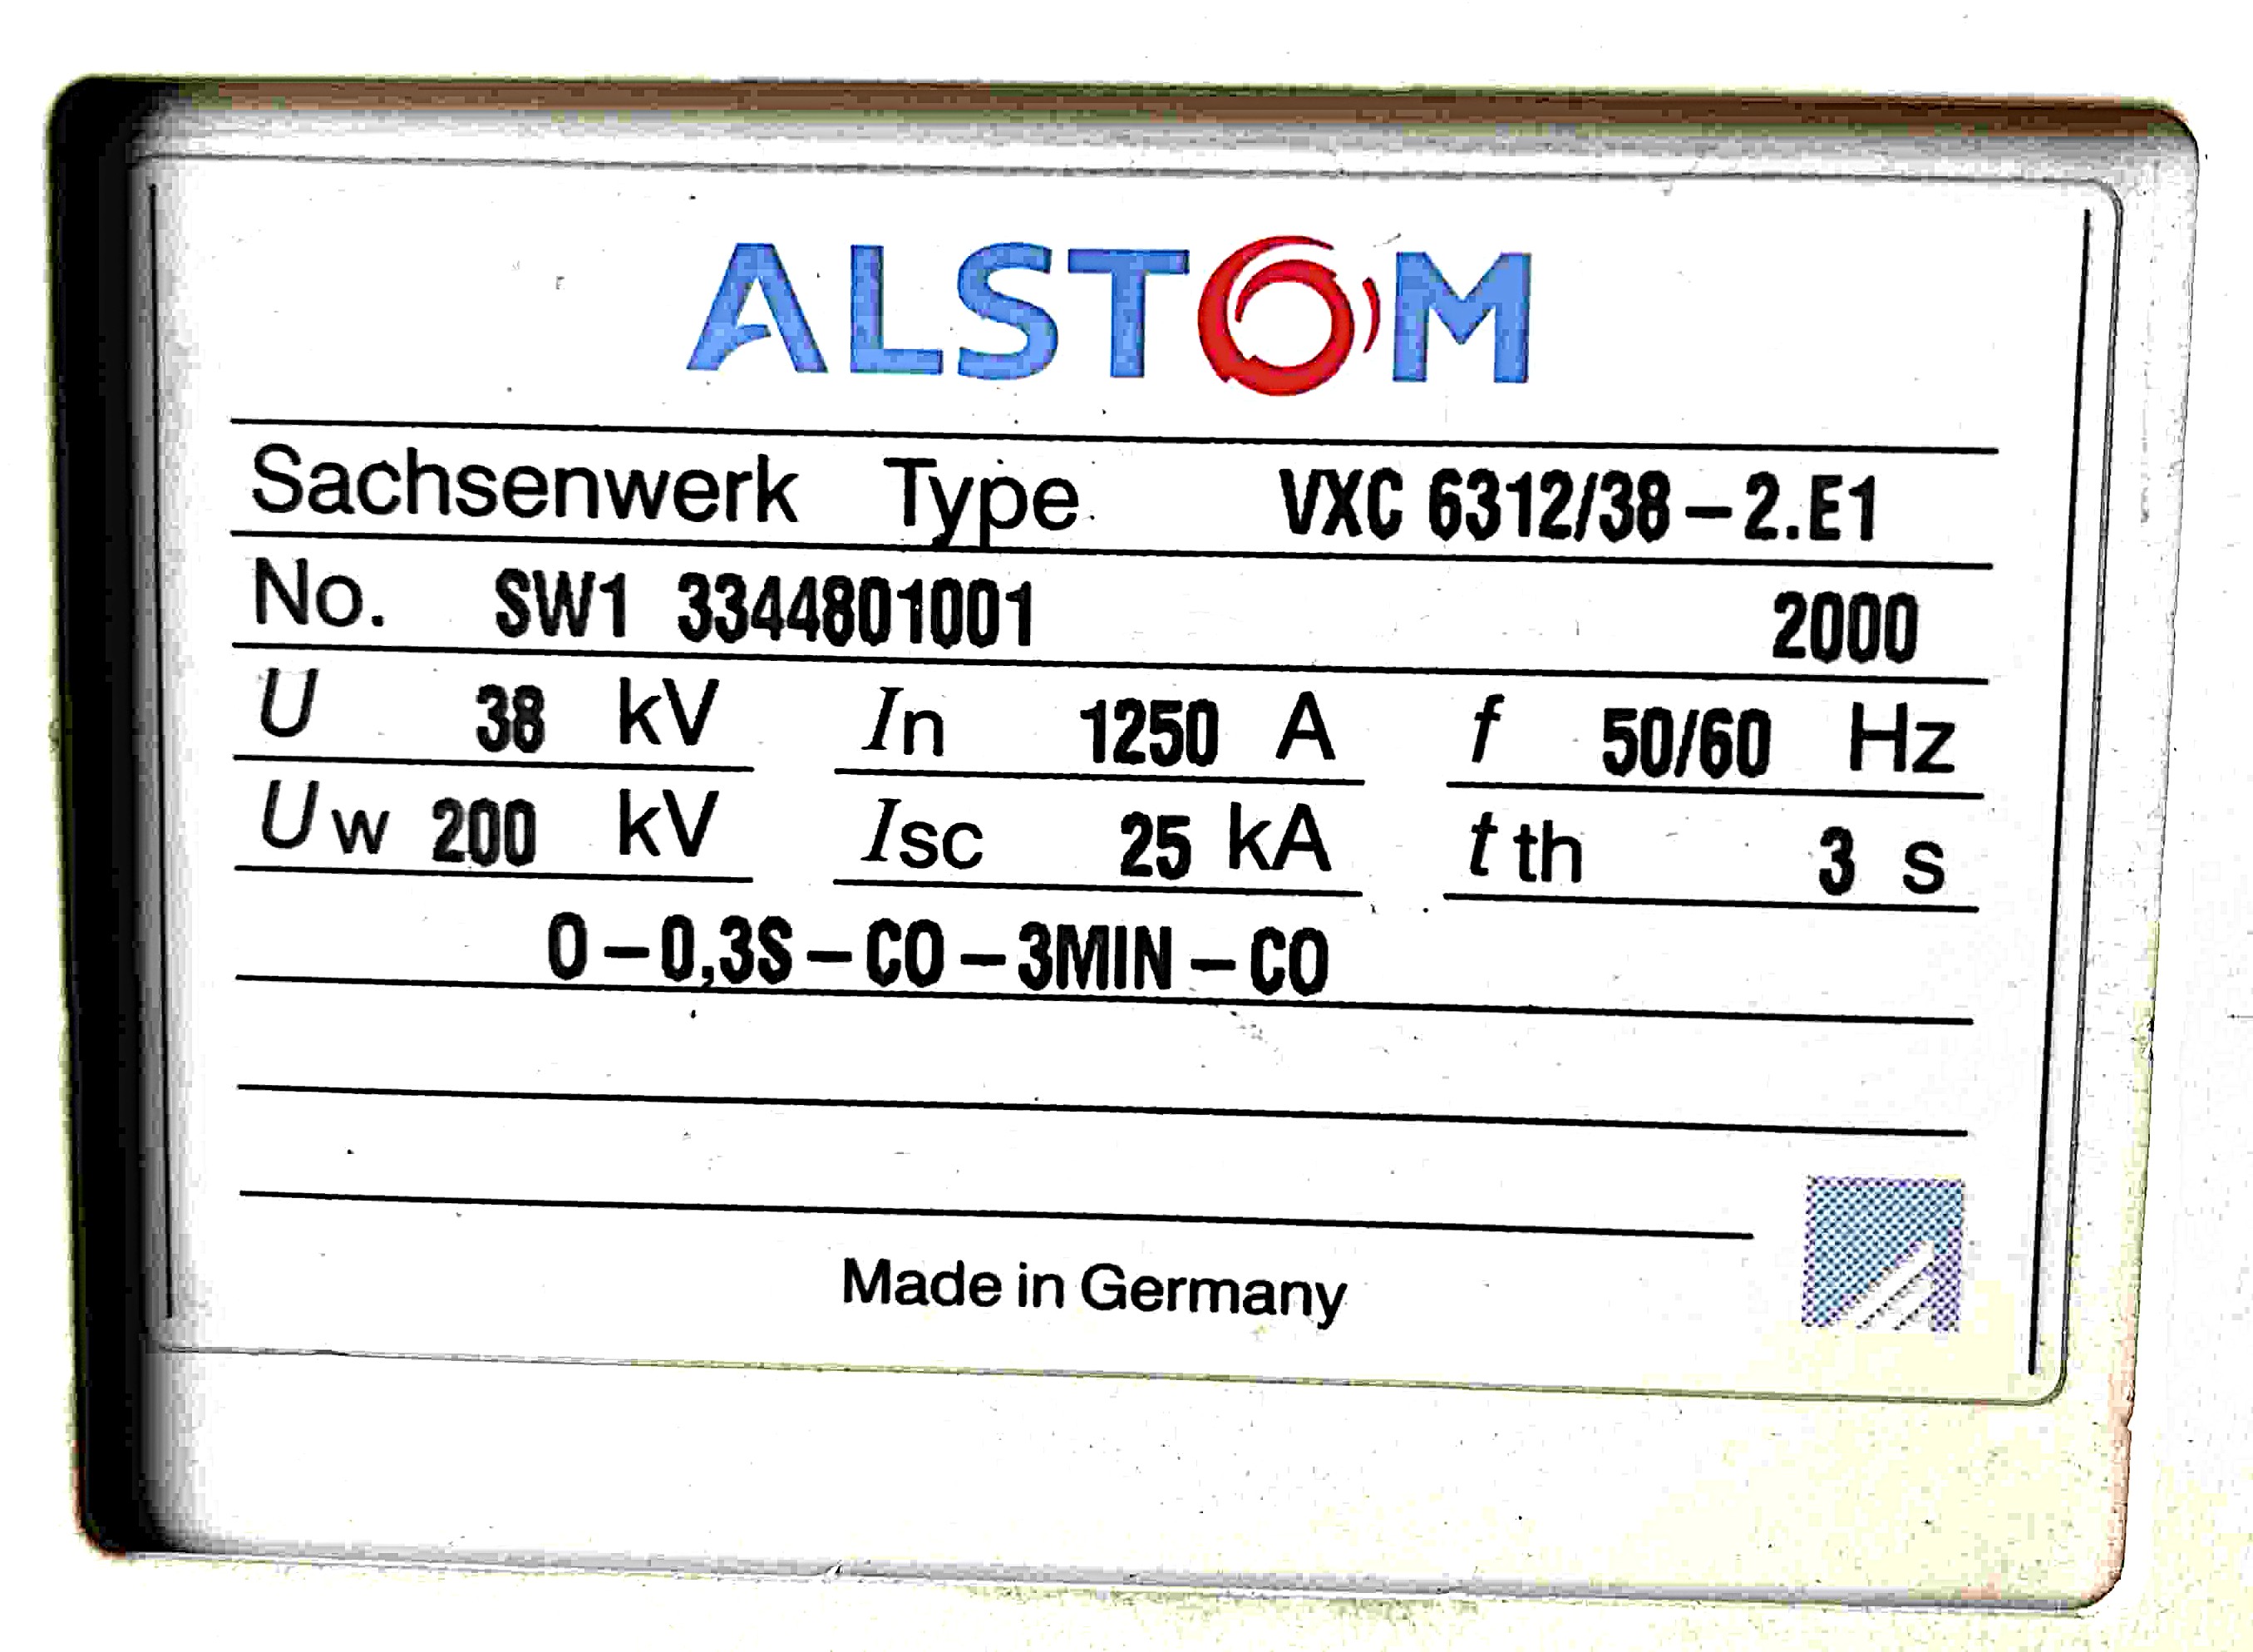 ALSTOM
Sachsenwerk Type VXC 6312/38-2.E1
No. SW1 3344801001 2000
U 38 kV In 1250 A f 50/60 Hz
Uw 200 kV Isc 25 kA t th 3 s
O-0,3S-CO-3MIN-CO
Made in Germany